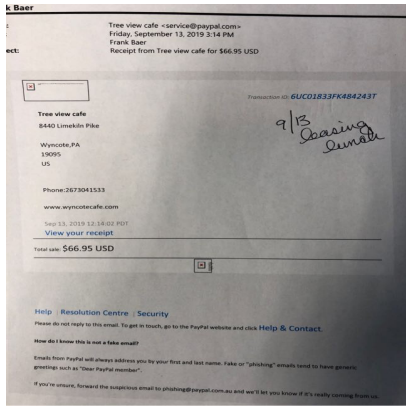 k Baer
Tree view cafe <service@paypal.com>
Friday, September 13, 2019 3:14 PM
Frank Baer
ect: Receipt from Tree view cafe for $66.95 USD
Transaction ID: 6UC01833FK484243T
Tree view cafe
8440 Limekiln Pike
9/13
leasing
lunch
Wyncote,PA
19095
US
Phone:2673041533
www.wyncotecafe.com
Sep 13, 2019 12:14:02 PDT
View your receipt
Total sale: $66.95 USD
Help | Resolution Centre | Security
Please do not reply to this email. To get in touch, go to the PayPal website and click Help & Contact.
How do I know this is not a fake email?
Emails from PayPal will always address you by your first and last name. Fake or "phishing" emails tend to have generic
greetings such as "Dear PayPal member".
If you're unsure, forward the suspicious email to phishing@paypal.com.au and we'll let you know if it's really coming from us.